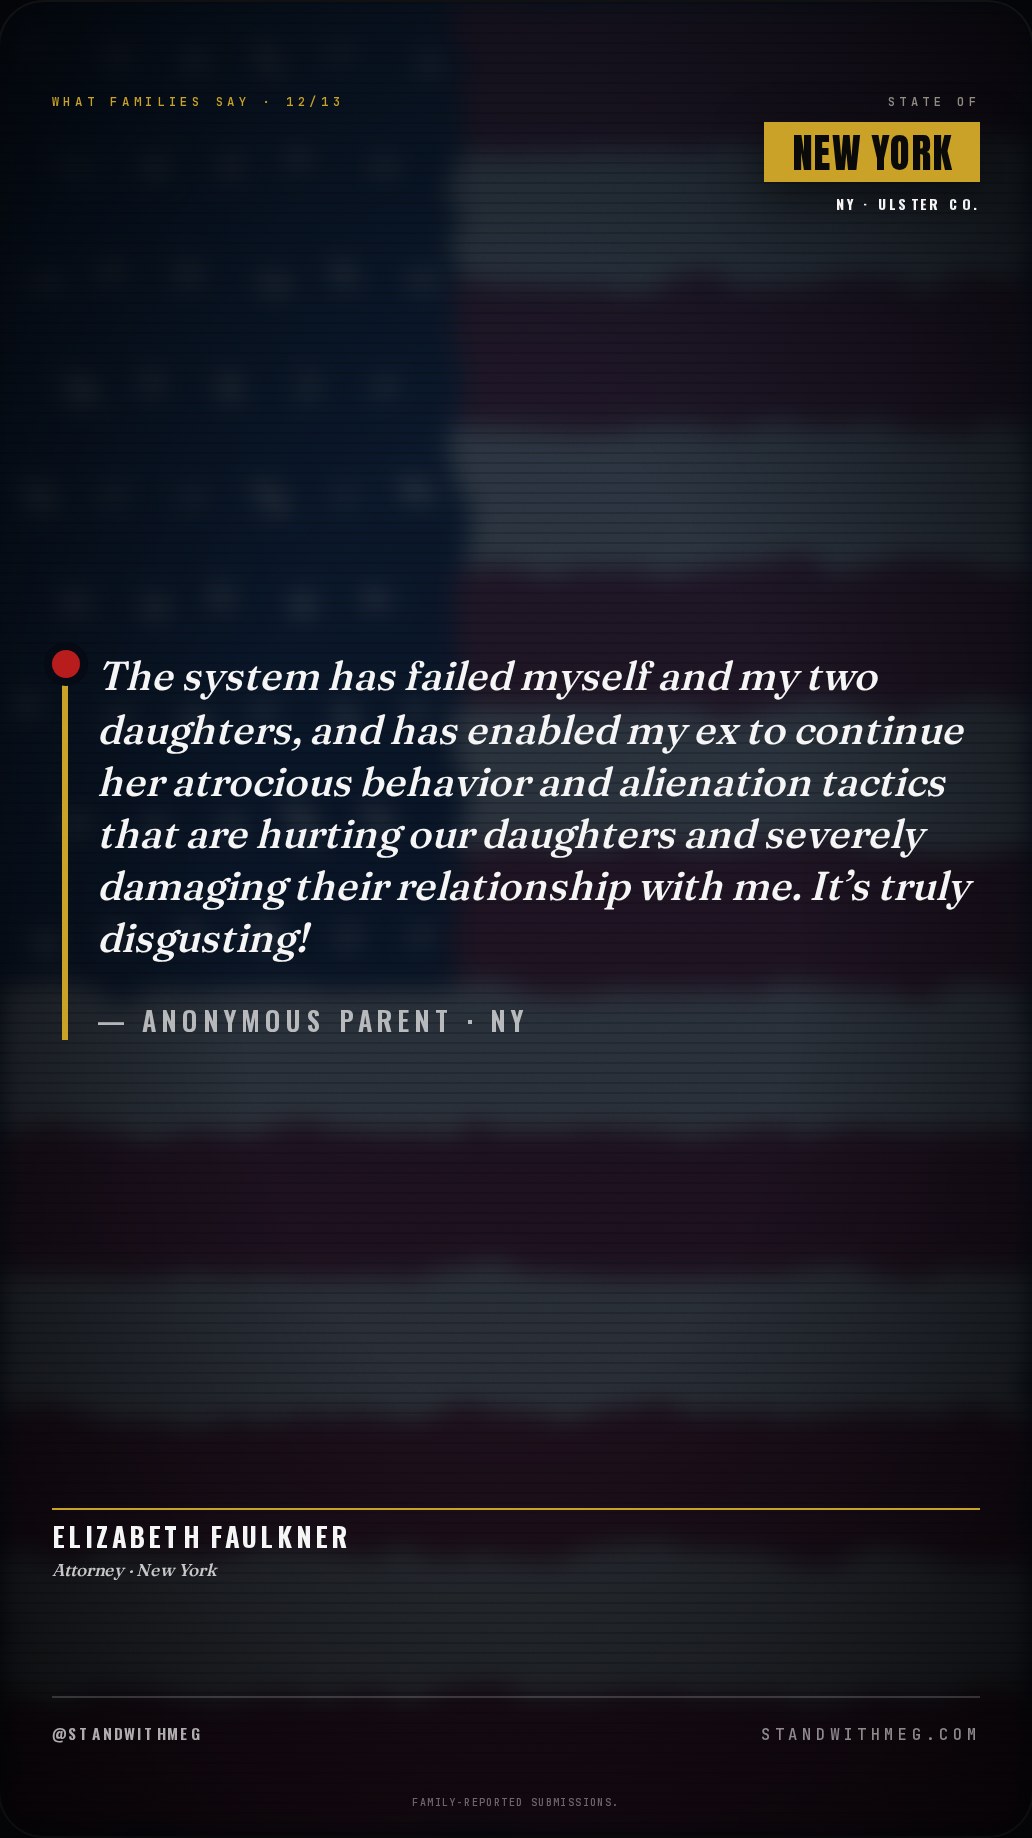 WHAT FAMILIES SAY · 12/13
STATE OF
NEW YORK
NY · ULSTER CO.
The system has failed myself and my two
daughters, and has enabled my ex to continue
her atrocious behavior and alienation tactics
that are hurting our daughters and severely
damaging their relationship with me. It’s truly
disgusting!
— ANONYMOUS PARENT · NY
ELIZABETH FAULKNER
Attorney · New York
@STANDWITHMEG
STANDWITHMEG.COM
FAMILY-REPORTED SUBMISSIONS.